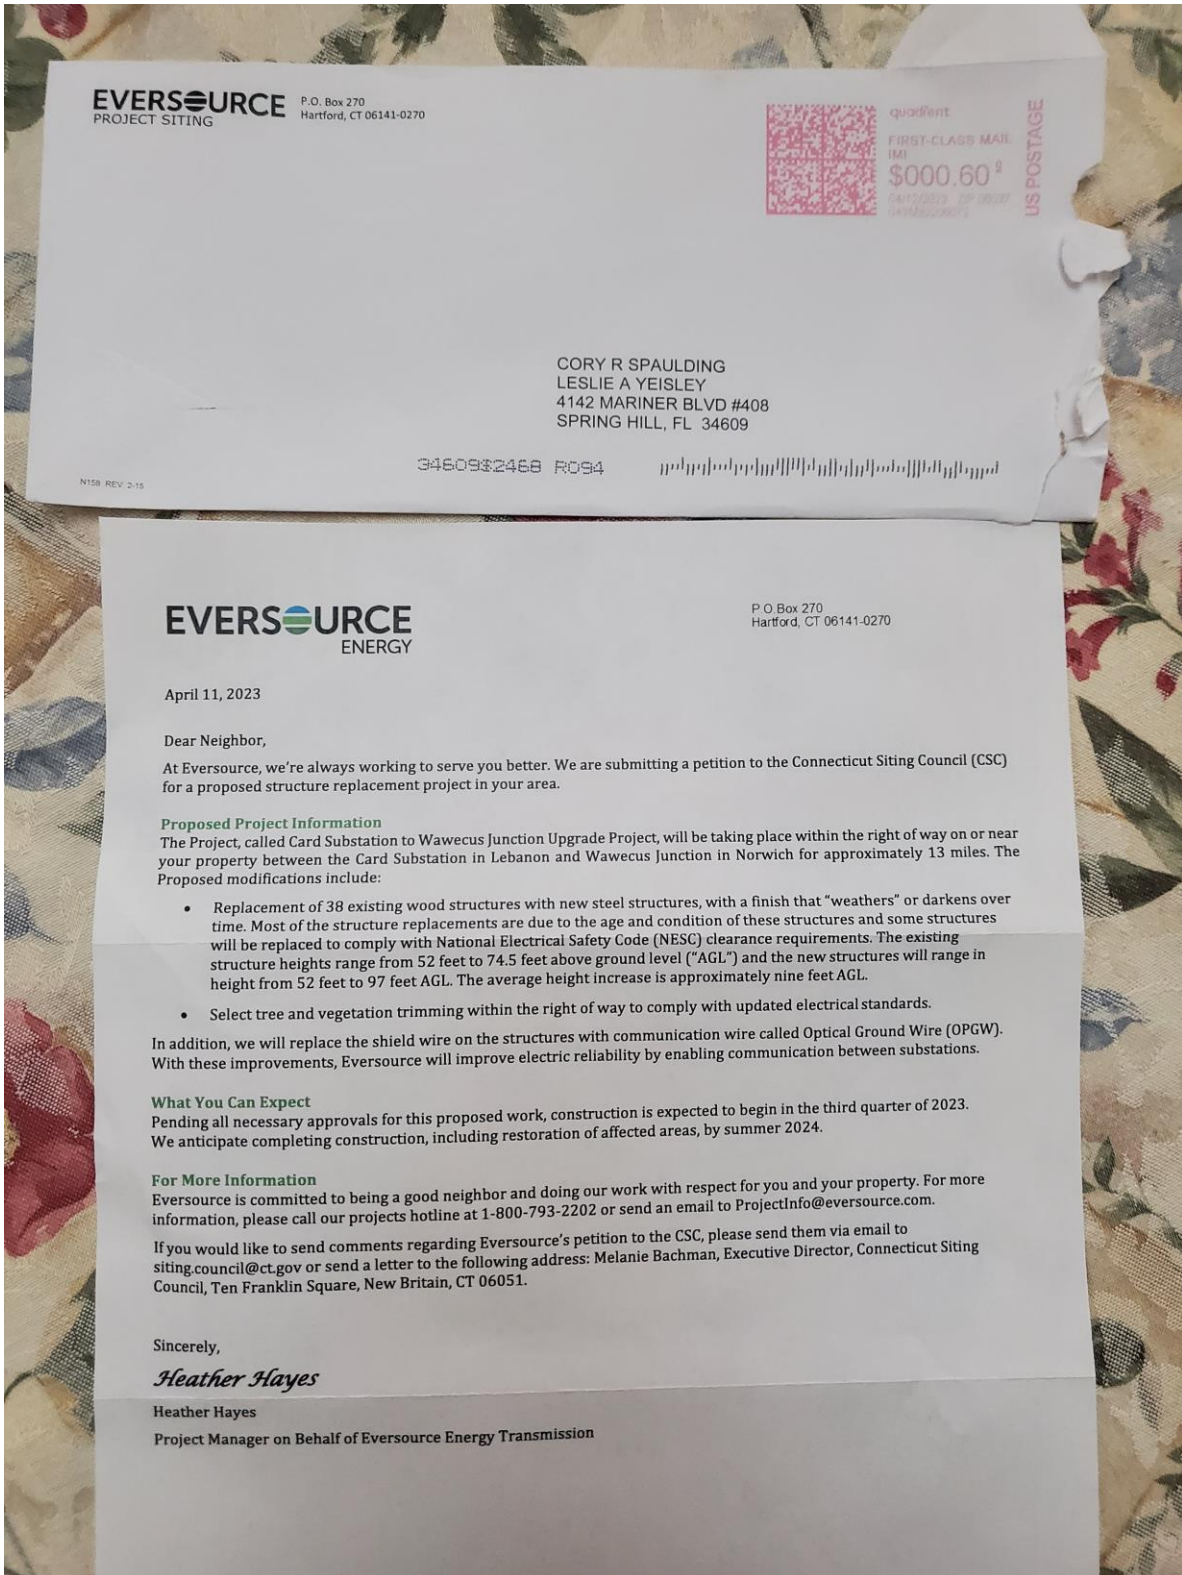 EVERSOURCE
PROJECT SITING
P.O. Box 270
Hartford, CT 06141-0270
quadient
FIRST-CLASS MAIL
IMI
$000.60⁰
US POSTAGE
CORY R SPAULDING
LESLIE A YEISLEY
4142 MARINER BLVD #408
SPRING HILL, FL 34609
R094
N158 REV 2-15
EVERSOURCE
ENERGY
P.O.Box 270
Hartford, CT 06141-0270
April 11, 2023
Dear Neighbor,
At Eversource, we're always working to serve you better. We are submitting a petition to the Connecticut Siting Council (CSC)
for a proposed structure replacement project in your area.
Proposed Project Information
The Project, called Card Substation to Wawecus Junction Upgrade Project, will be taking place within the right of way on or near
your property between the Card Substation in Lebanon and Wawecus Junction in Norwich for approximately 13 miles. The
Proposed modifications include:
• Replacement of 38 existing wood structures with new steel structures, with a finish that "weathers" or darkens over
time. Most of the structure replacements are due to the age and condition of these structures and some structures
will be replaced to comply with National Electrical Safety Code (NESC) clearance requirements. The existing
structure heights range from 52 feet to 74.5 feet above ground level ("AGL") and the new structures will range in
height from 52 feet to 97 feet AGL. The average height increase is approximately nine feet AGL.
• Select tree and vegetation trimming within the right of way to comply with updated electrical standards.
In addition, we will replace the shield wire on the structures with communication wire called Optical Ground Wire (OPGW).
With these improvements, Eversource will improve electric reliability by enabling communication between substations.
What You Can Expect
Pending all necessary approvals for this proposed work, construction is expected to begin in the third quarter of 2023.
We anticipate completing construction, including restoration of affected areas, by summer 2024.
For More Information
Eversource is committed to being a good neighbor and doing our work with respect for you and your property. For more
information, please call our projects hotline at 1-800-793-2202 or send an email to ProjectInfo@eversource.com.
If you would like to send comments regarding Eversource's petition to the CSC, please send them via email to
siting.council@ct.gov or send a letter to the following address: Melanie Bachman, Executive Director, Connecticut Siting
Council, Ten Franklin Square, New Britain, CT 06051.
Sincerely,
Heather Hayes
Heather Hayes
Project Manager on Behalf of Eversource Energy Transmission